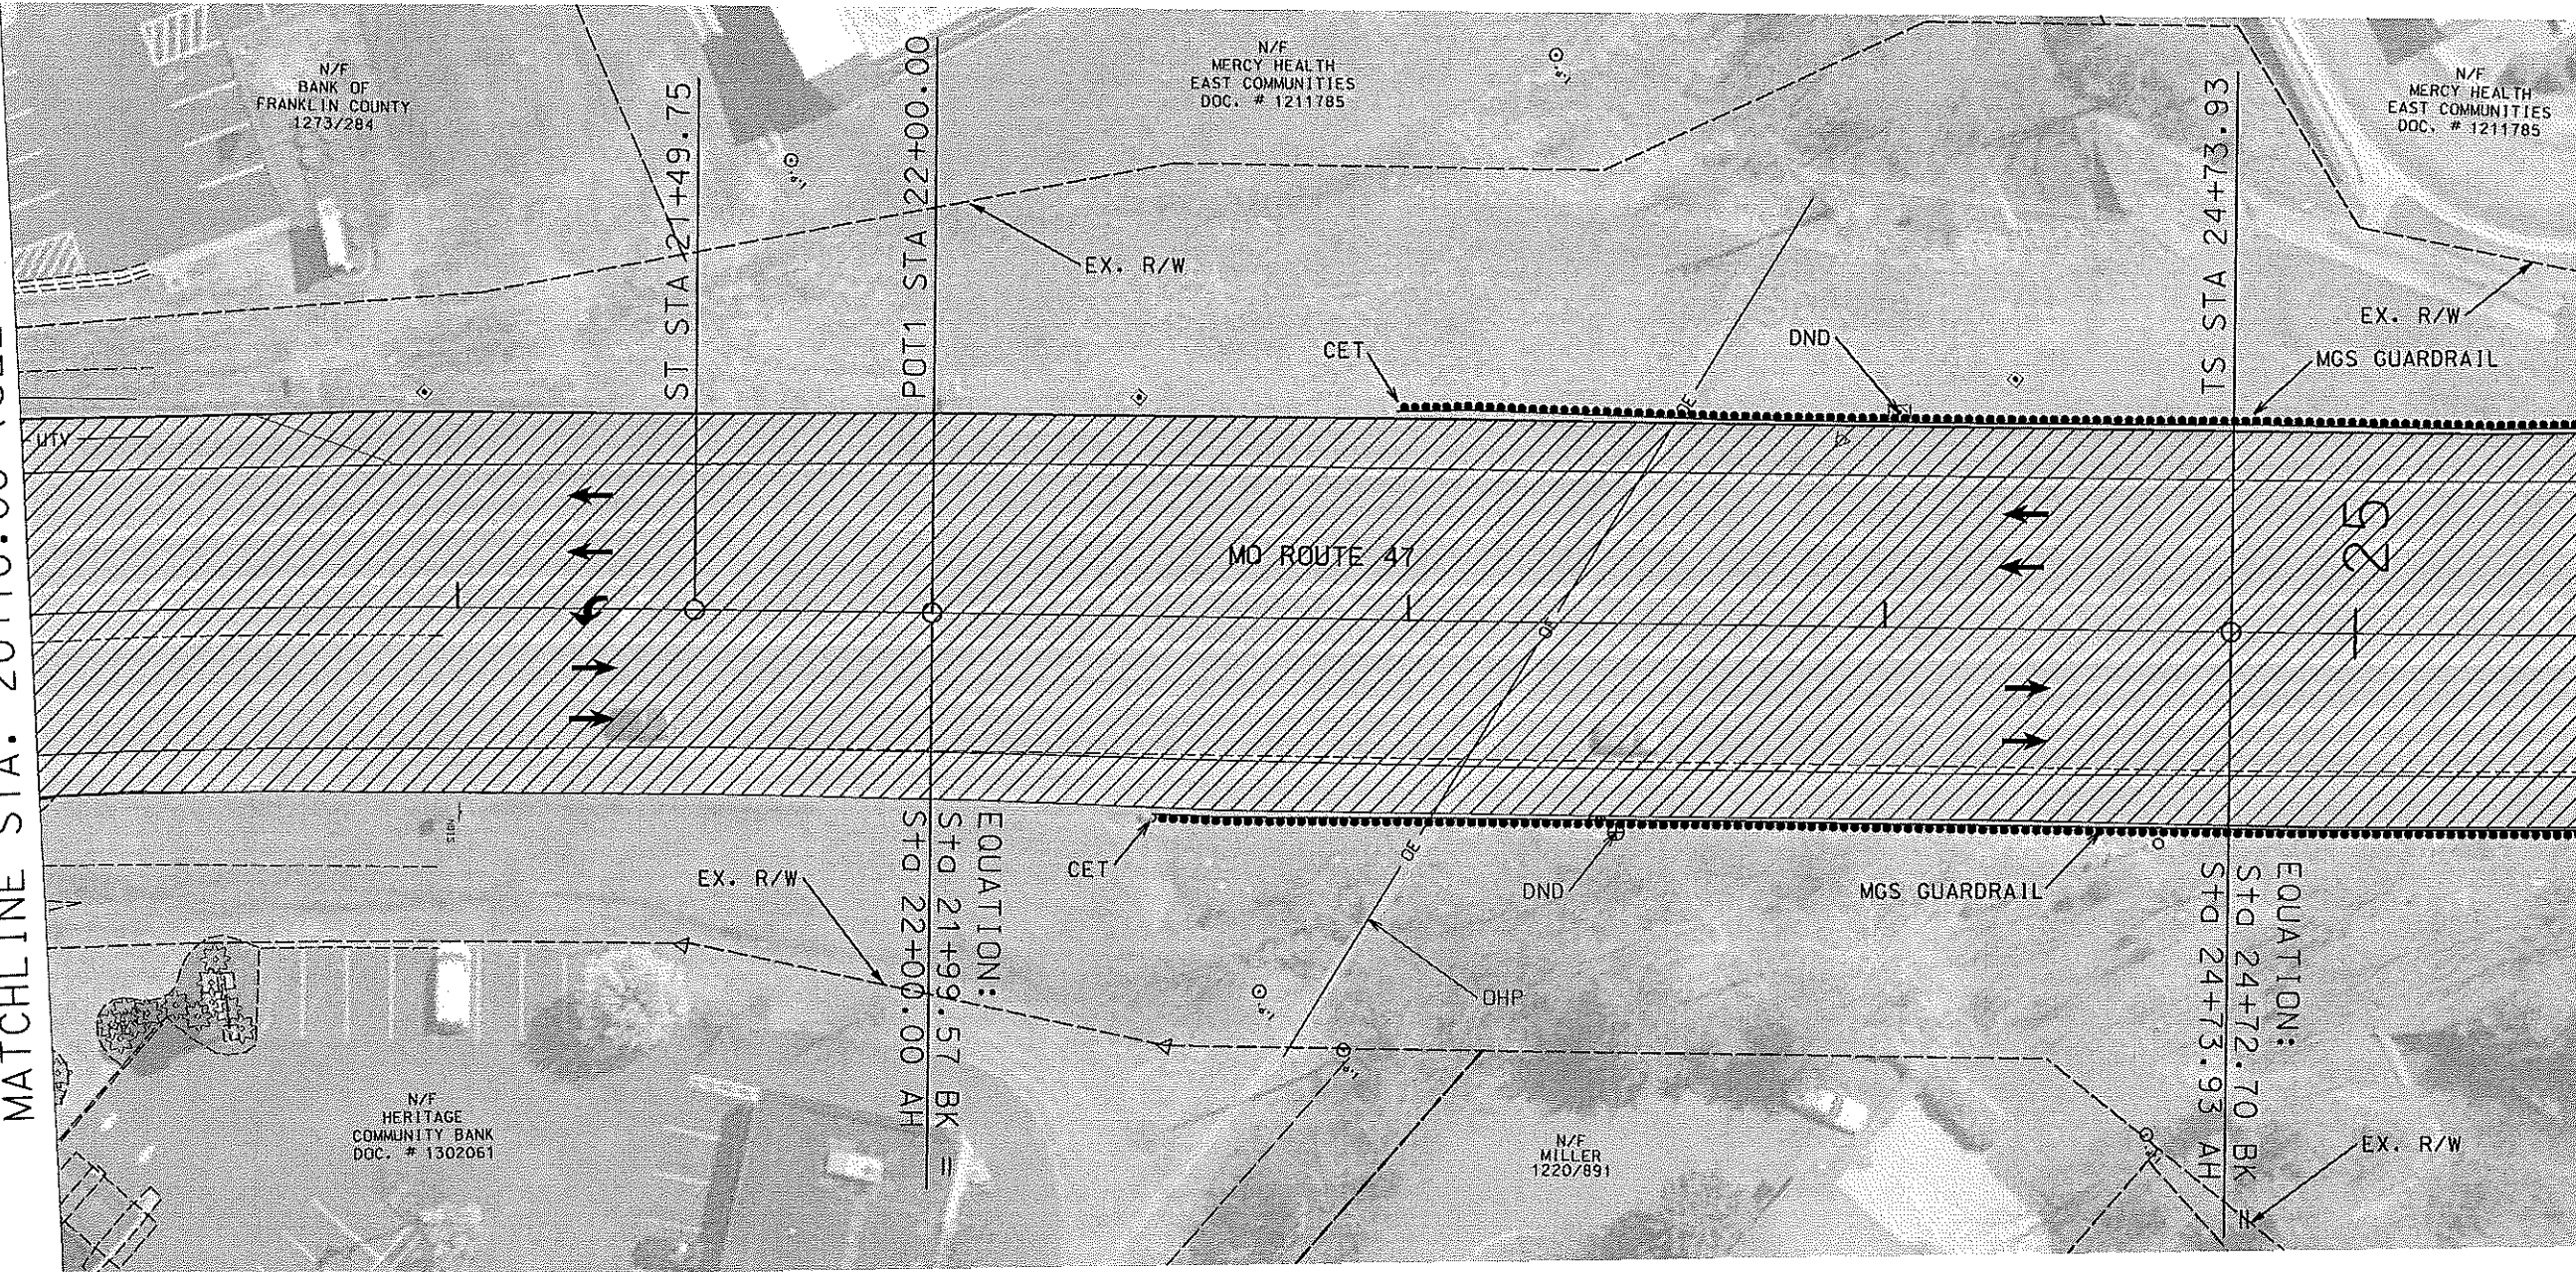 N/F
BANK OF
FRANKLIN COUNTY
1273/284
ST STA 21+49.75
POT1 STA 22+00.00
N/F
MERCY HEALTH
EAST COMMUNITIES
DOC. # 1211785
TS STA 24+73.93
N/F
MERCY HEALTH
EAST COMMUNITIES
DOC. # 1211785
EX. R/W
EX. R/W
CET
DND
MGS GUARDRAIL
UTV
OE
MO ROUTE 47
25
OE
MATCHLINE STA.
EQUATION:
Sta 21+99.57 BK =
Sta 22+00.00 AH
EX. R/W
CET
OE
DND
MGS GUARDRAIL
EQUATION:
Sta 24+72.70 BK =
Sta 24+73.93 AH
OHP
N/F
HERITAGE
COMMUNITY BANK
DOC. # 1302061
N/F
MILLER
1220/891
EX. R/W